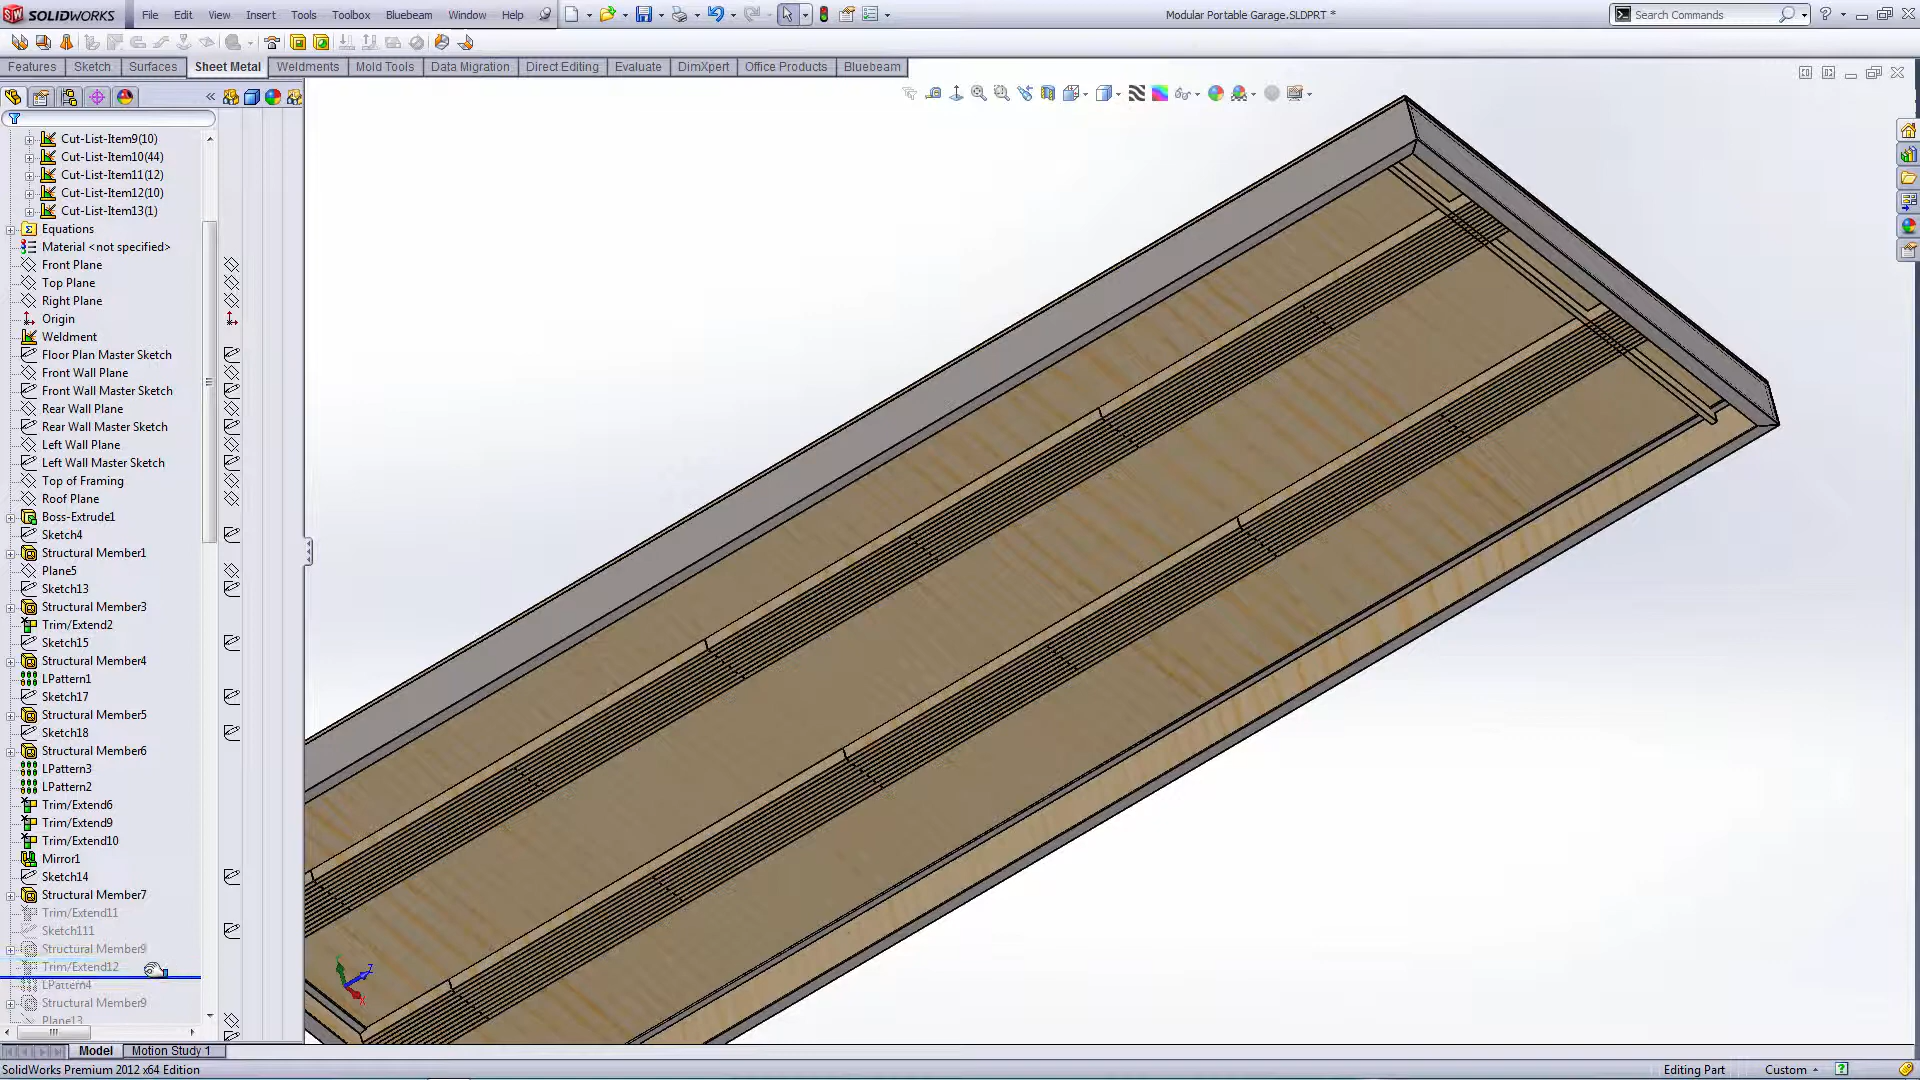 SOLIDWORKS File Edit View Insert Tools Toolbox Bluebeam Window Help Modular Portable Garage.SLDPRT * Search Commands
Features Sketch Surfaces Sheet Metal Weldments Mold Tools Data Migration Direct Editing Evaluate DimXpert Office Products Bluebeam
Cut-List-Item9(10)
Cut-List-Item10(44)
Cut-List-Item11(12)
Cut-List-Item12(10)
Cut-List-Item13(1)
Equations
Material <not specified>
Front Plane
Top Plane
Right Plane
Origin
Weldment
Floor Plan Master Sketch
Front Wall Plane
Front Wall Master Sketch
Rear Wall Plane
Rear Wall Master Sketch
Left Wall Plane
Left Wall Master Sketch
Top of Framing
Roof Plane
Boss-Extrude1
Sketch4
Structural Member1
Plane5
Sketch13
Structural Member3
Trim/Extend2
Sketch15
Structural Member4
LPattern1
Sketch17
Structural Member5
Sketch18
Structural Member6
LPattern3
LPattern2
Trim/Extend6
Trim/Extend9
Trim/Extend10
Mirror1
Sketch14
Structural Member7
Trim/Extend11
Sketch111
Structural Member9
Trim/Extend12
LPattern4
Structural Member9
Plane13
Model Motion Study 1
SolidWorks Premium 2012 x64 Edition Editing Part Custom